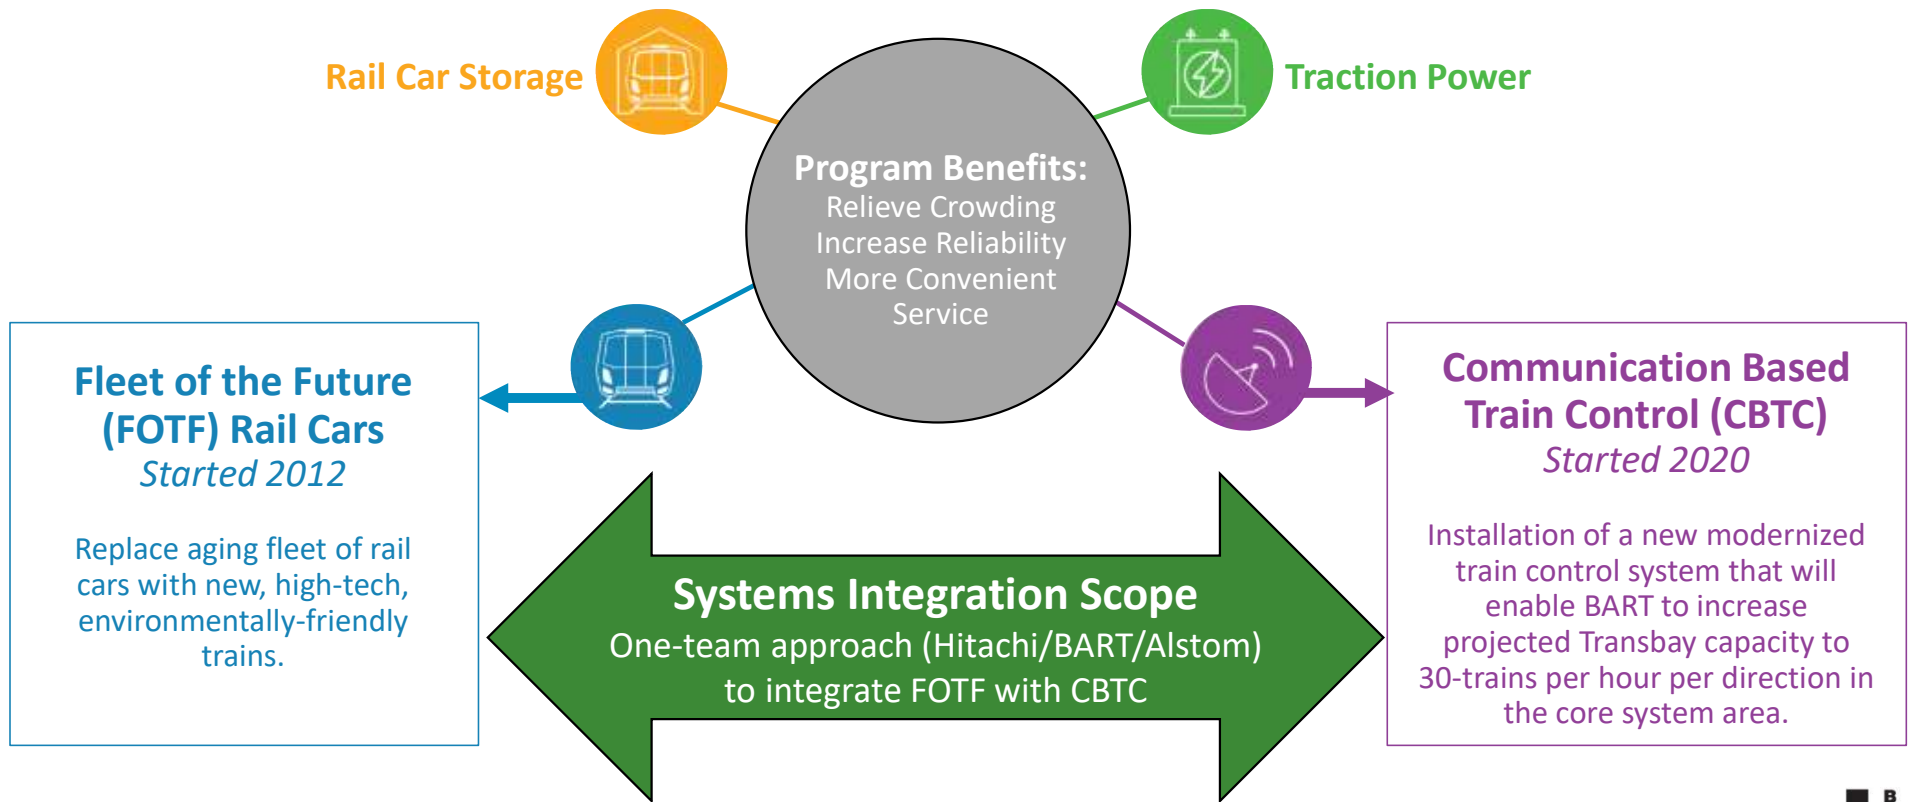 Rail Car Storage
Traction Power
Program Benefits:
Relieve Crowding
Increase Reliability
More Convenient
Service
Fleet of the Future
(FOTF) Rail Cars
Started 2012
Replace aging fleet of rail
cars with new, high-tech,
environmentally-friendly
trains.
Communication Based
Train Control (CBTC)
Started 2020
Installation of a new modernized
train control system that will
enable BART to increase
projected Transbay capacity to
30-trains per hour per direction in
the core system area.
Systems Integration Scope
One-team approach (Hitachi/BART/Alstom)
to integrate FOTF with CBTC
B